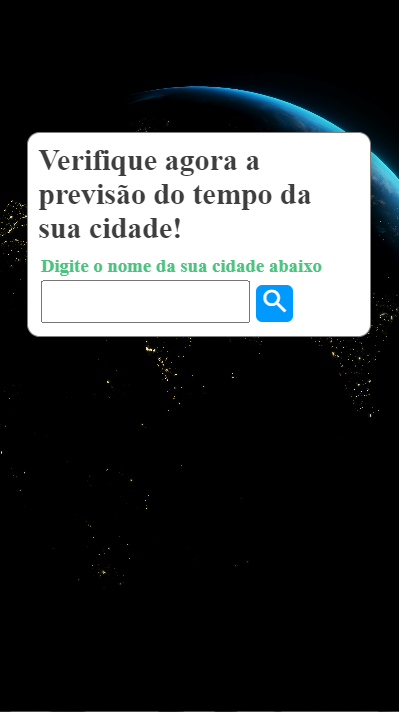 Verifique agora a
previsão do tempo da
sua cidade!
Digite o nome da sua cidade abaixo